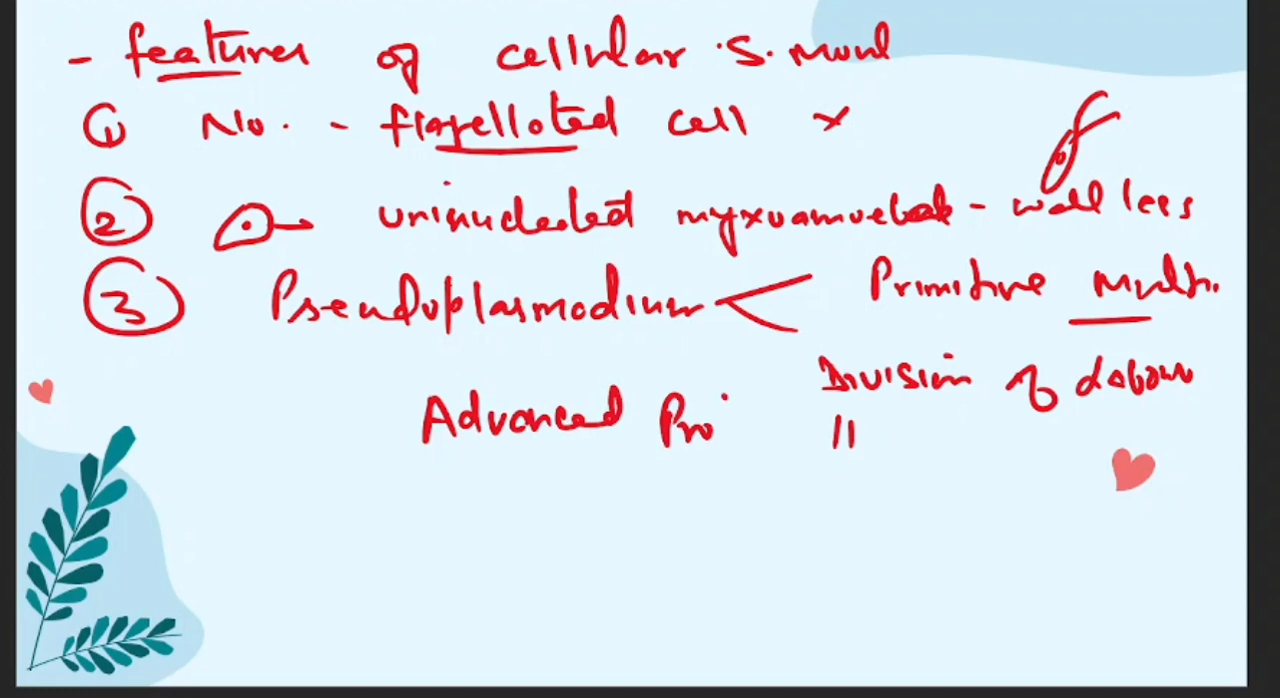 - features of cellular .S. Mould
① No. - flagellated cell ×
② uninucleated myxoamoebae - wall less
③ Pseudoplasmodium < Primitive Multi.
Division of labour
Advanced Pro "